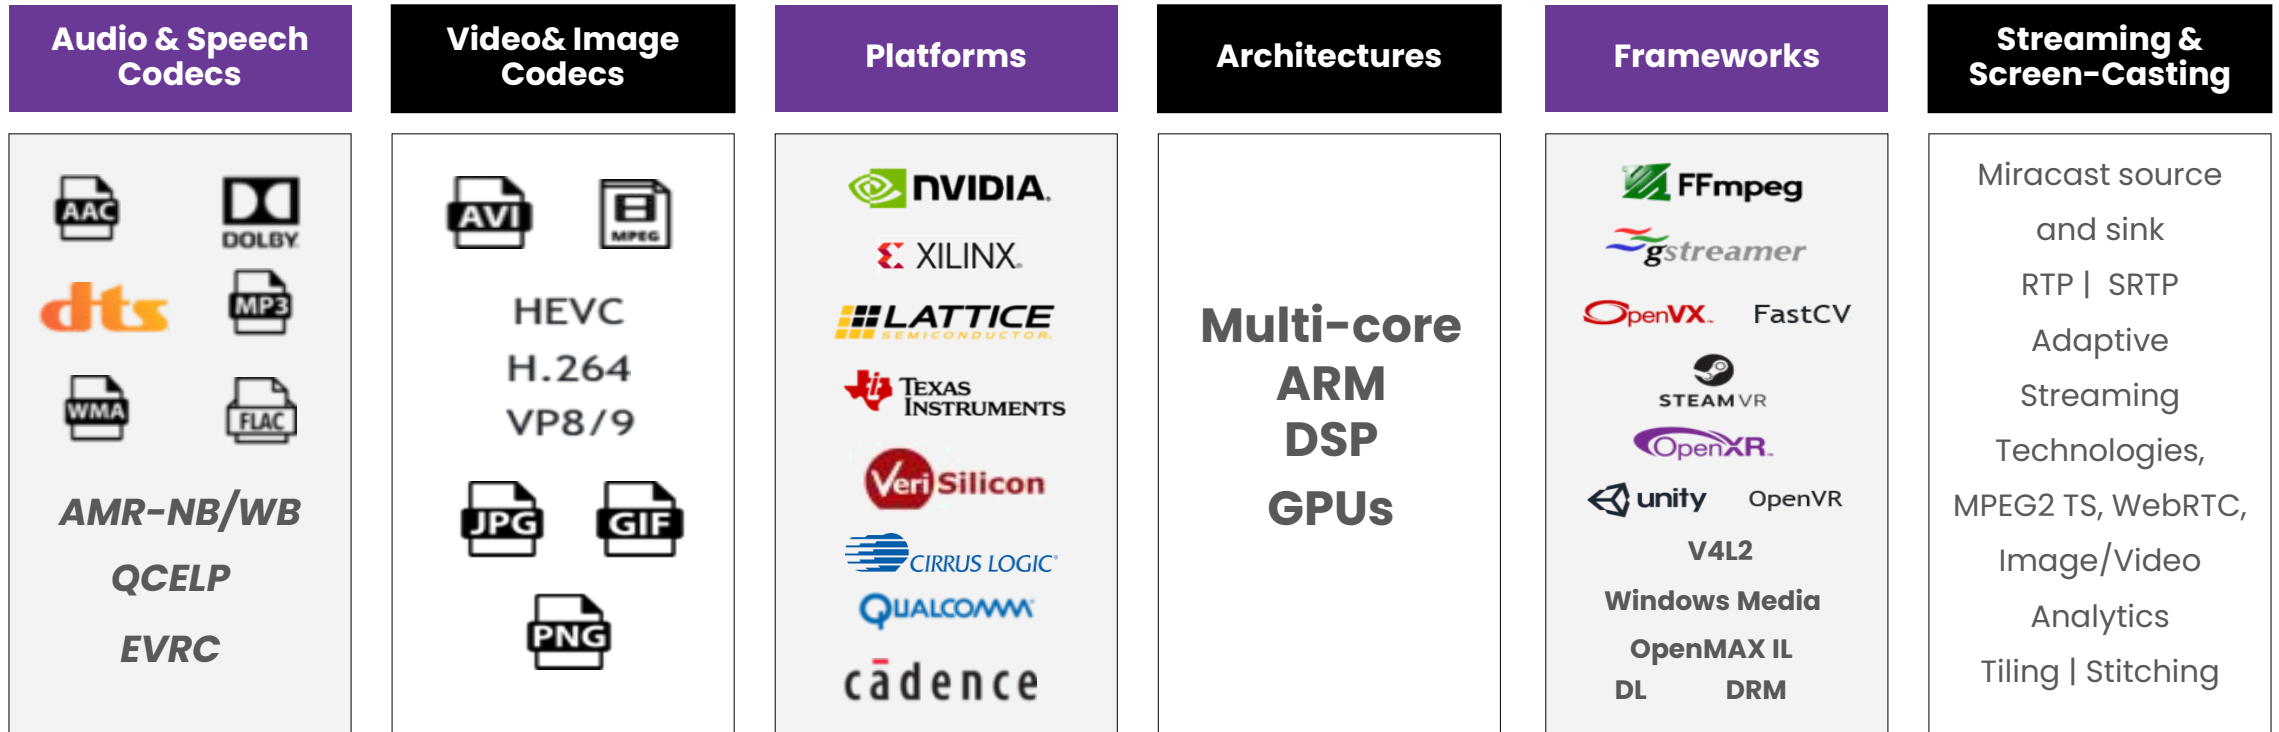 Audio & Speech
Codecs
AAC
DOLBY
dts
MP3
WMA
FLAC
AMR-NB/WB
QCELP
EVRC
Video& Image
Codecs
AVI
MPEG
HEVC
H.264
VP8/9
JPG
GIF
PNG
Platforms
NVIDIA.
XILINX.
LATTICE
SEMICONDUCTOR.
TEXAS
INSTRUMENTS
VeriSilicon
CIRRUS LOGIC®
QUALCOMM®
cādence
Architectures
Multi-core
ARM
DSP
GPUs
Frameworks
FFmpeg
gstreamer
OpenVX™ FastCV
STEAM VR
OpenXR™
unity OpenVR
V4L2
Windows Media
OpenMAX IL
DL DRM
Streaming &
Screen-Casting
Miracast source
and sink
RTP | SRTP
Adaptive
Streaming
Technologies,
MPEG2 TS, WebRTC,
Image/Video
Analytics
Tiling | Stitching